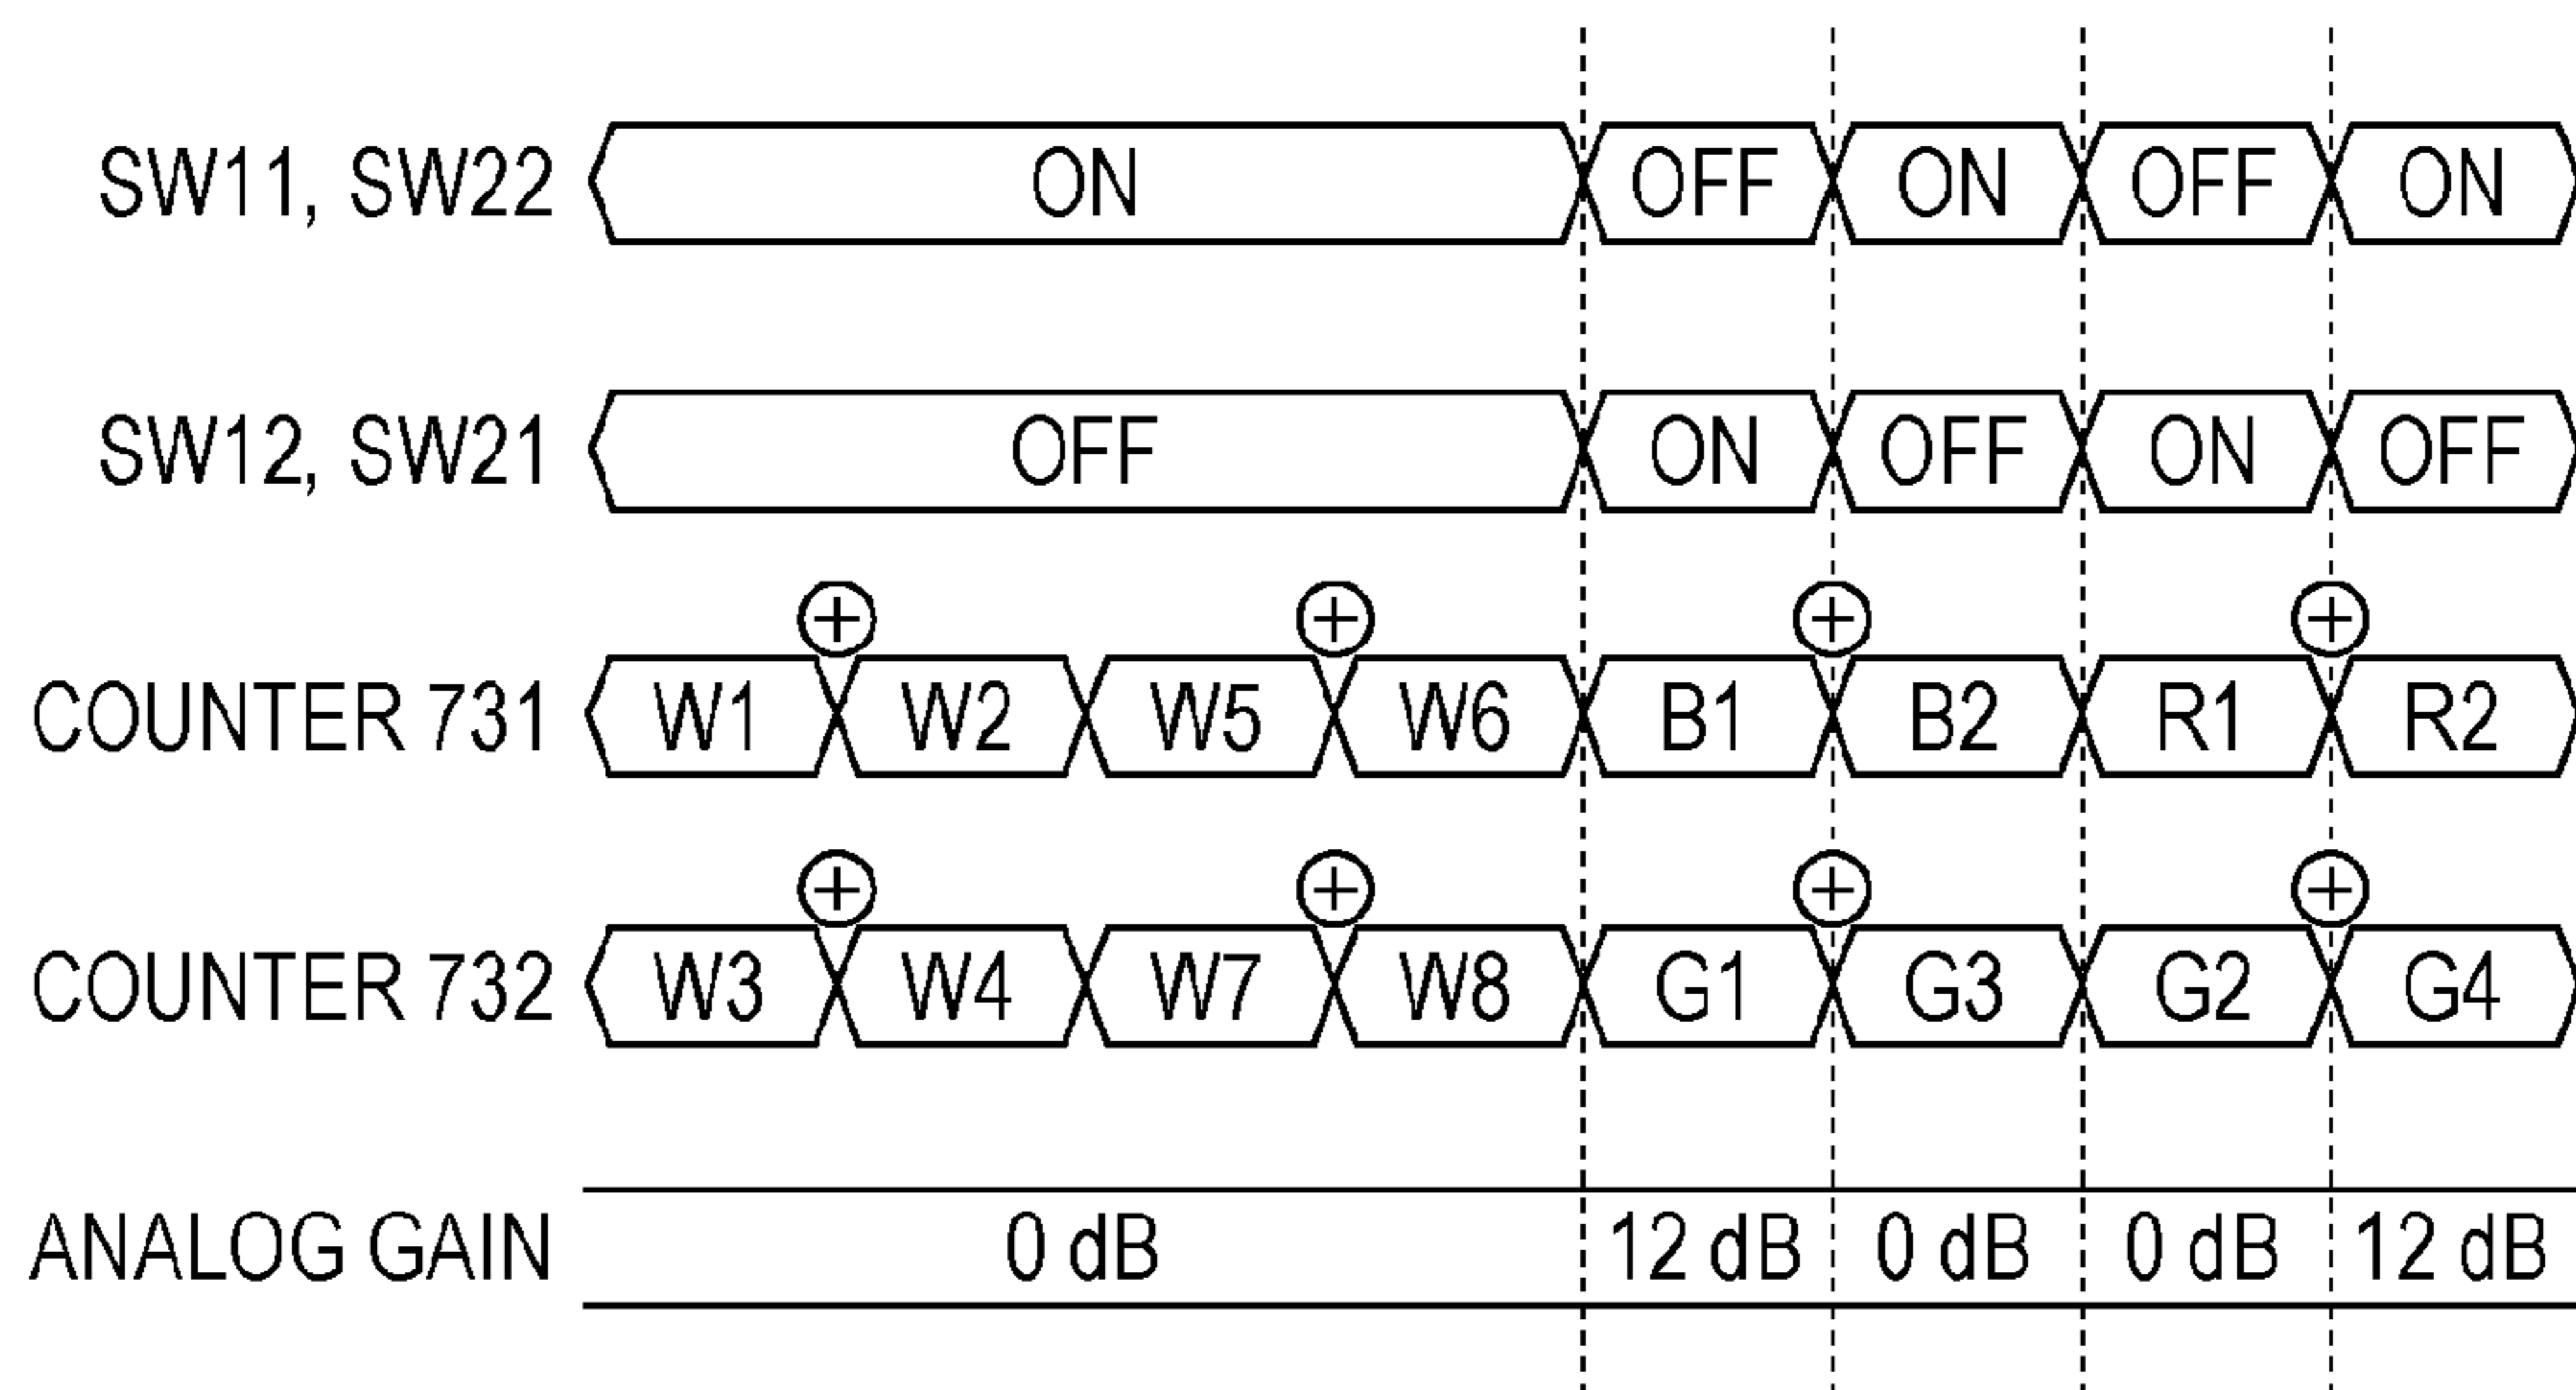 SW11, SW22 ON OFF ON OFF ON
SW12, SW21 OFF ON OFF ON OFF
+ + + +
COUNTER 731 W1 W2 W5 W6 B1 B2 R1 R2
+ + + +
COUNTER 732 W3 W4 W7 W8 G1 G3 G2 G4
ANALOG GAIN 0 dB 12 dB 0 dB 0 dB 12 dB